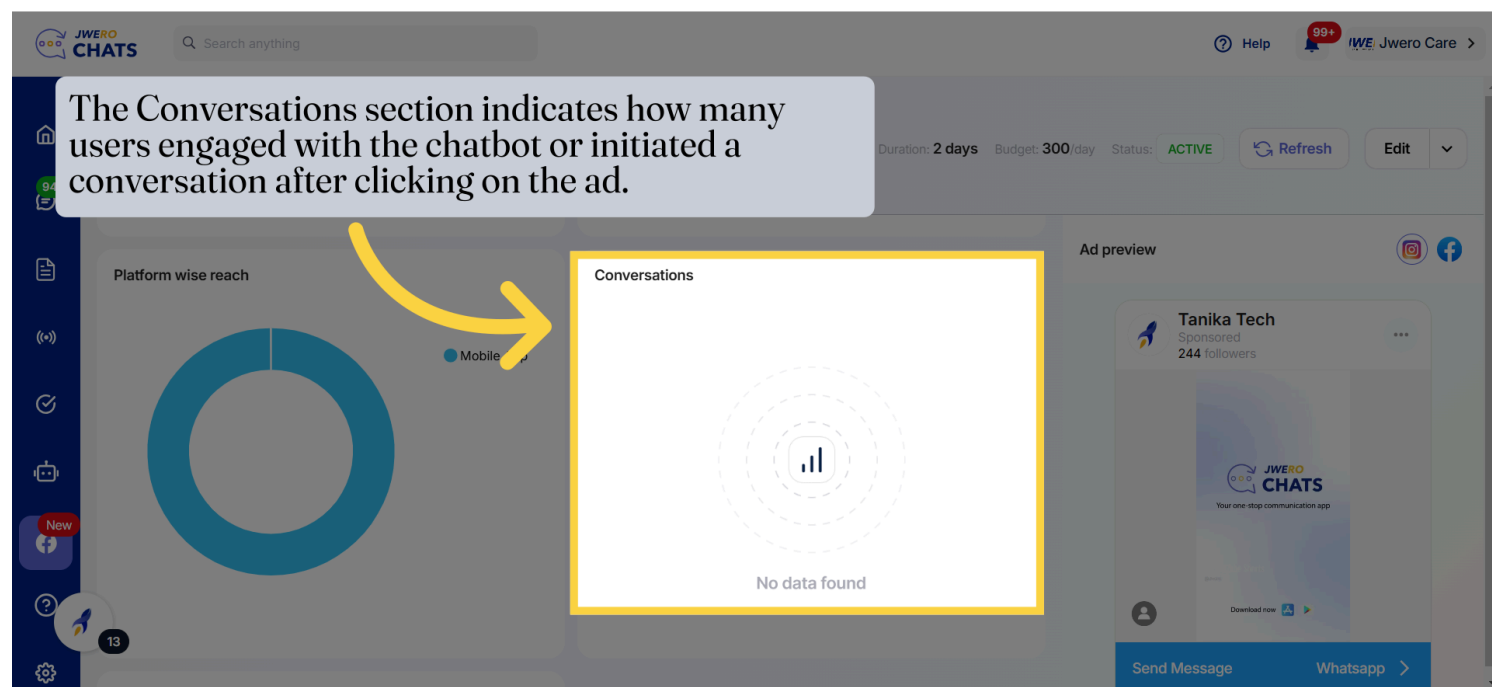 JWERO
CHATS
Search anything
Help
99+
JWE
Jwero Care
The Conversations section indicates how many
users engaged with the chatbot or initiated a
conversation after clicking on the ad.
Duration: 2 days
Budget: 300/day
Status: ACTIVE
Refresh
Edit
94
Platform wise reach
Mobile
Conversations
No data found
Ad preview
Tanika Tech
Sponsored
244 followers
JWERO
CHATS
Your one-stop communication app
Download now
Send Message
Whatsapp
New
13